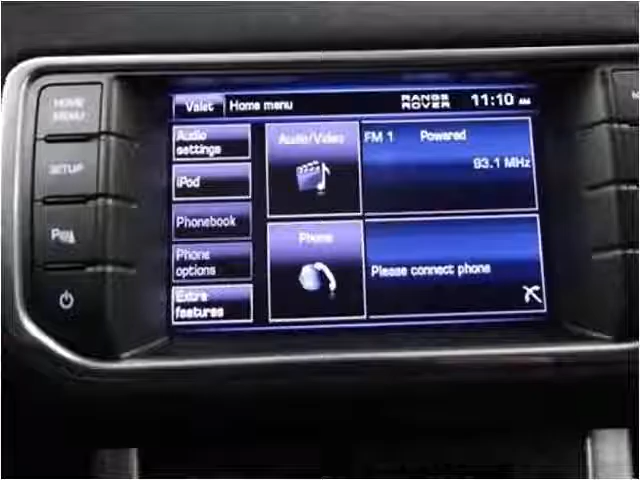 HOME
MENU
SETUP
Valet
Home menu
RANGE
ROVER
11:10 AM
Audio
settings
iPod
Phonebook
Phone
options
Extra
features
Audio/Video
FM 1
Powered
93.1 MHz
Phone
Please connect phone